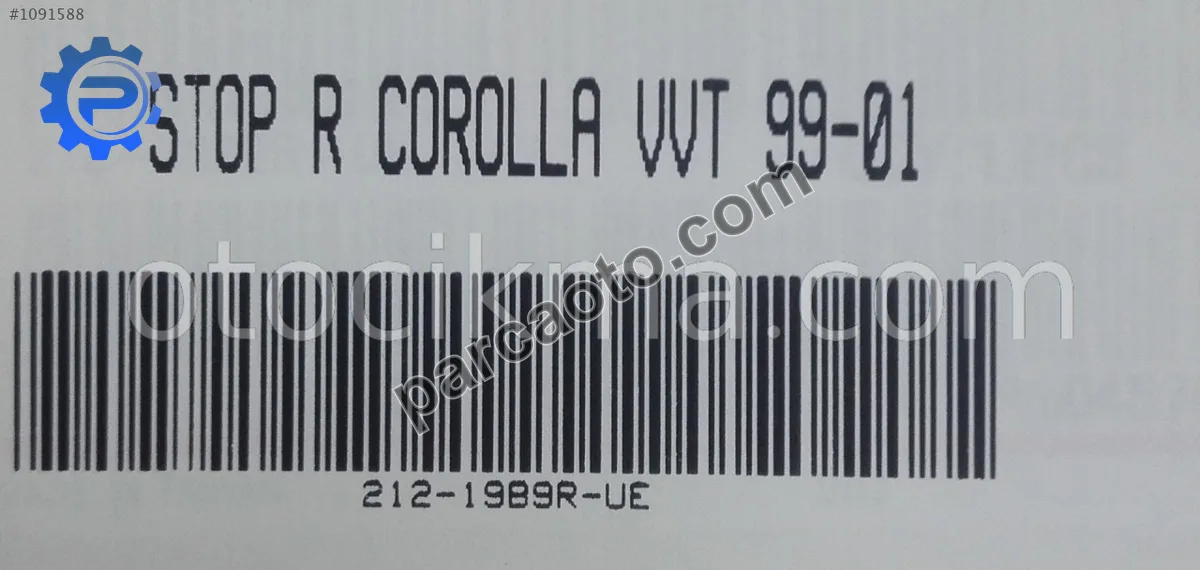 #1091588
STOP R COROLLA VVT 99-01
otocikma.com
parcaoto.com
212-19B9R-UE